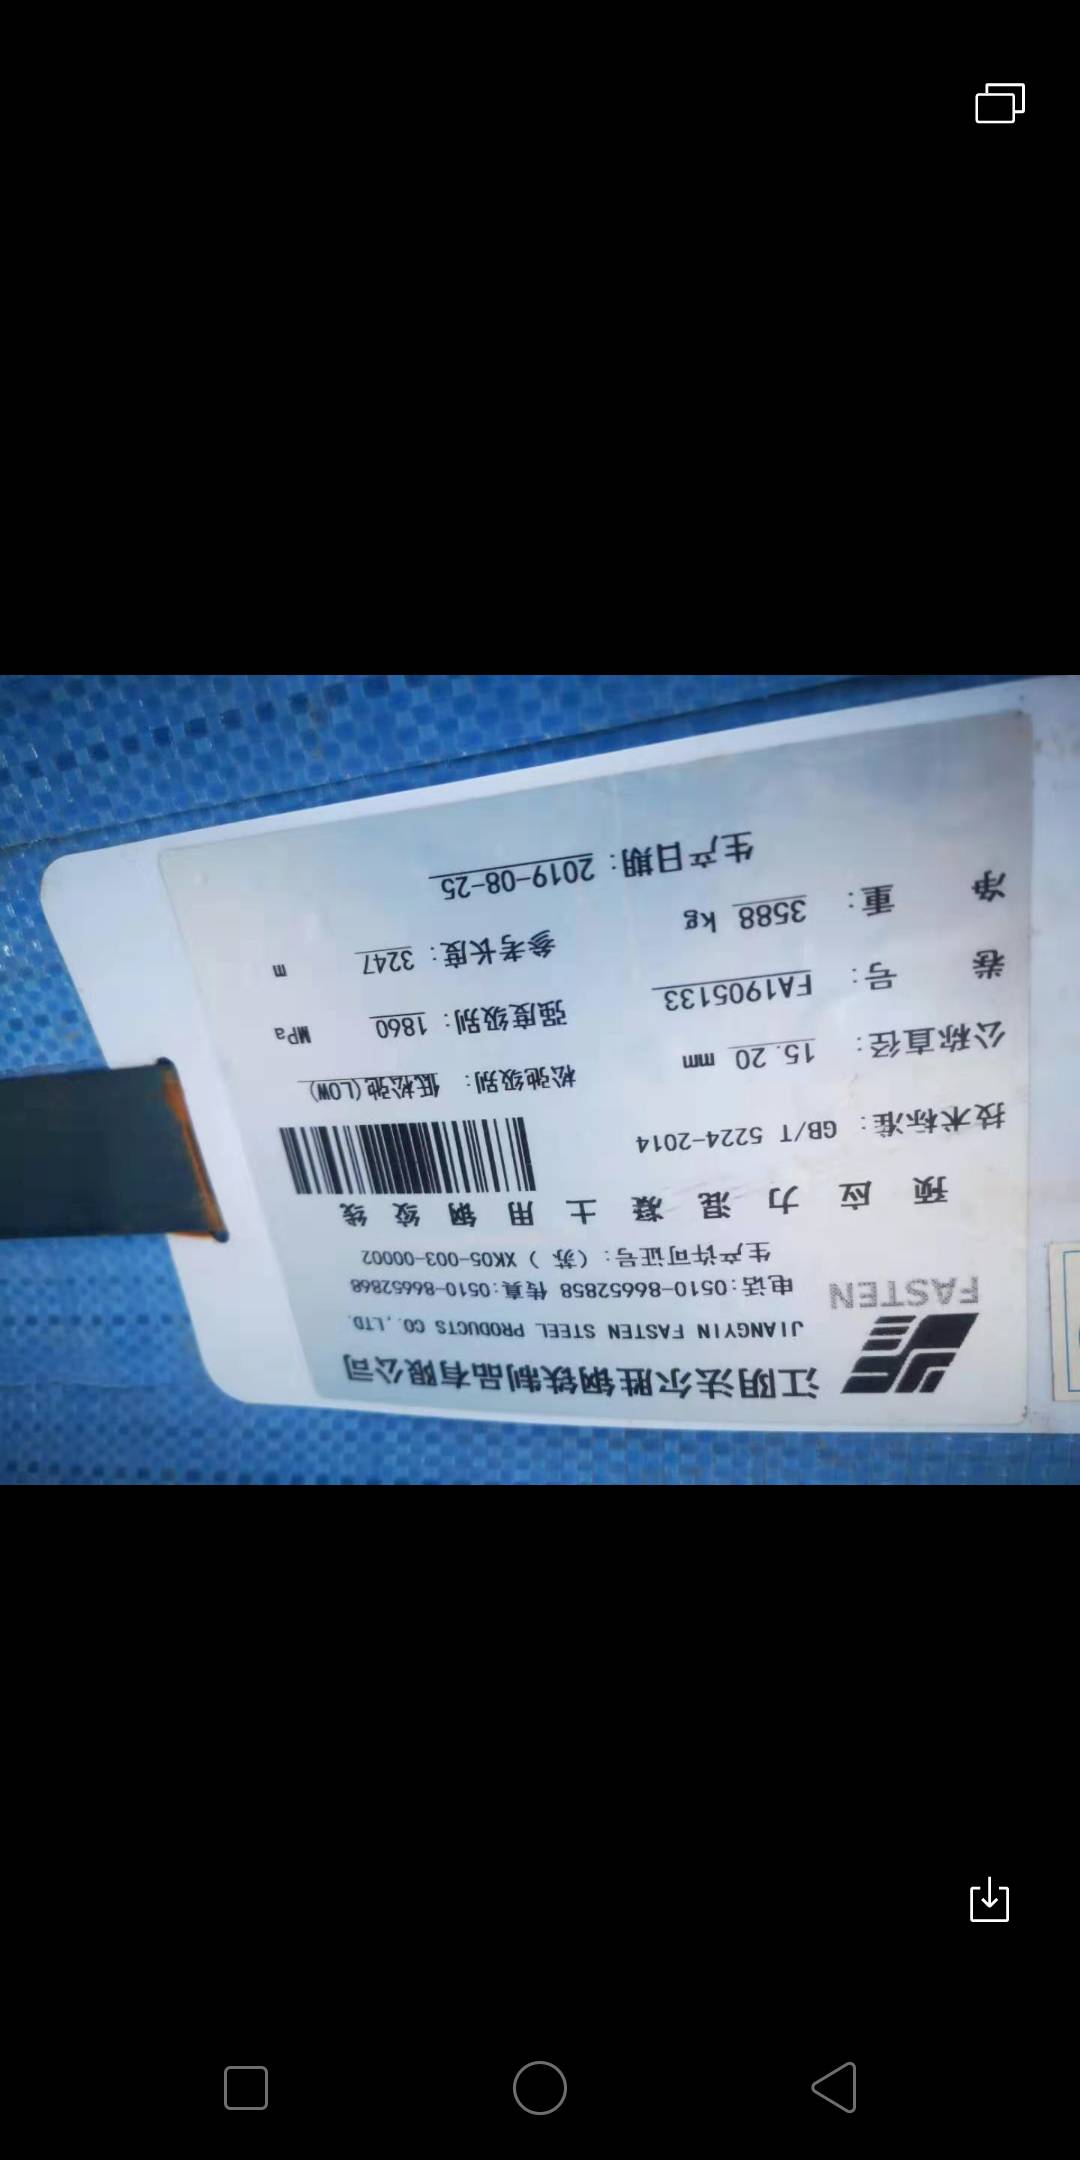 江阴法尔胜钢铁制品有限公司
JIANGYIN FASTEN STEEL PRODUCTS CO.,LTD.
FASTEN
电话:0510-86652858 传真:0510-86652868
生产许可证号:(苏)XK05-003-00002
预应力混凝土用钢绞线
技术标准: GB/T 5224-2014
公称直径: 15.20 mm 松弛级别: 低松弛(LOW)
卷号: FA1905133 强度级别: 1860 MPa
净重: 3588 kg 参考长度: 3247 m
生产日期: 2019-08-25